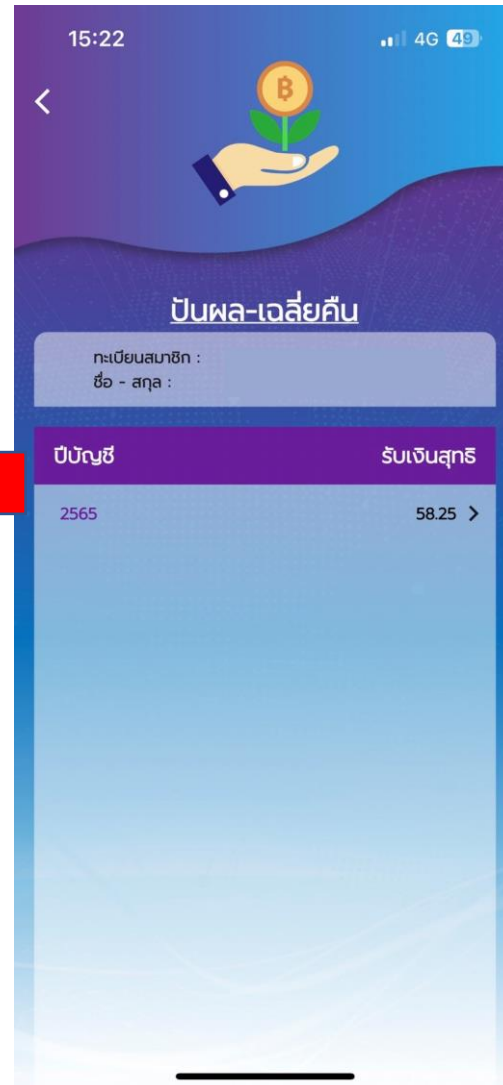 15:22 4G 49
฿
ปันผล-เฉลี่ยคืน
ทะเบียนสมาชิก :
ชื่อ - สกุล :
ปีบัญชี รับเงินสุทธิ
2565 58.25 >